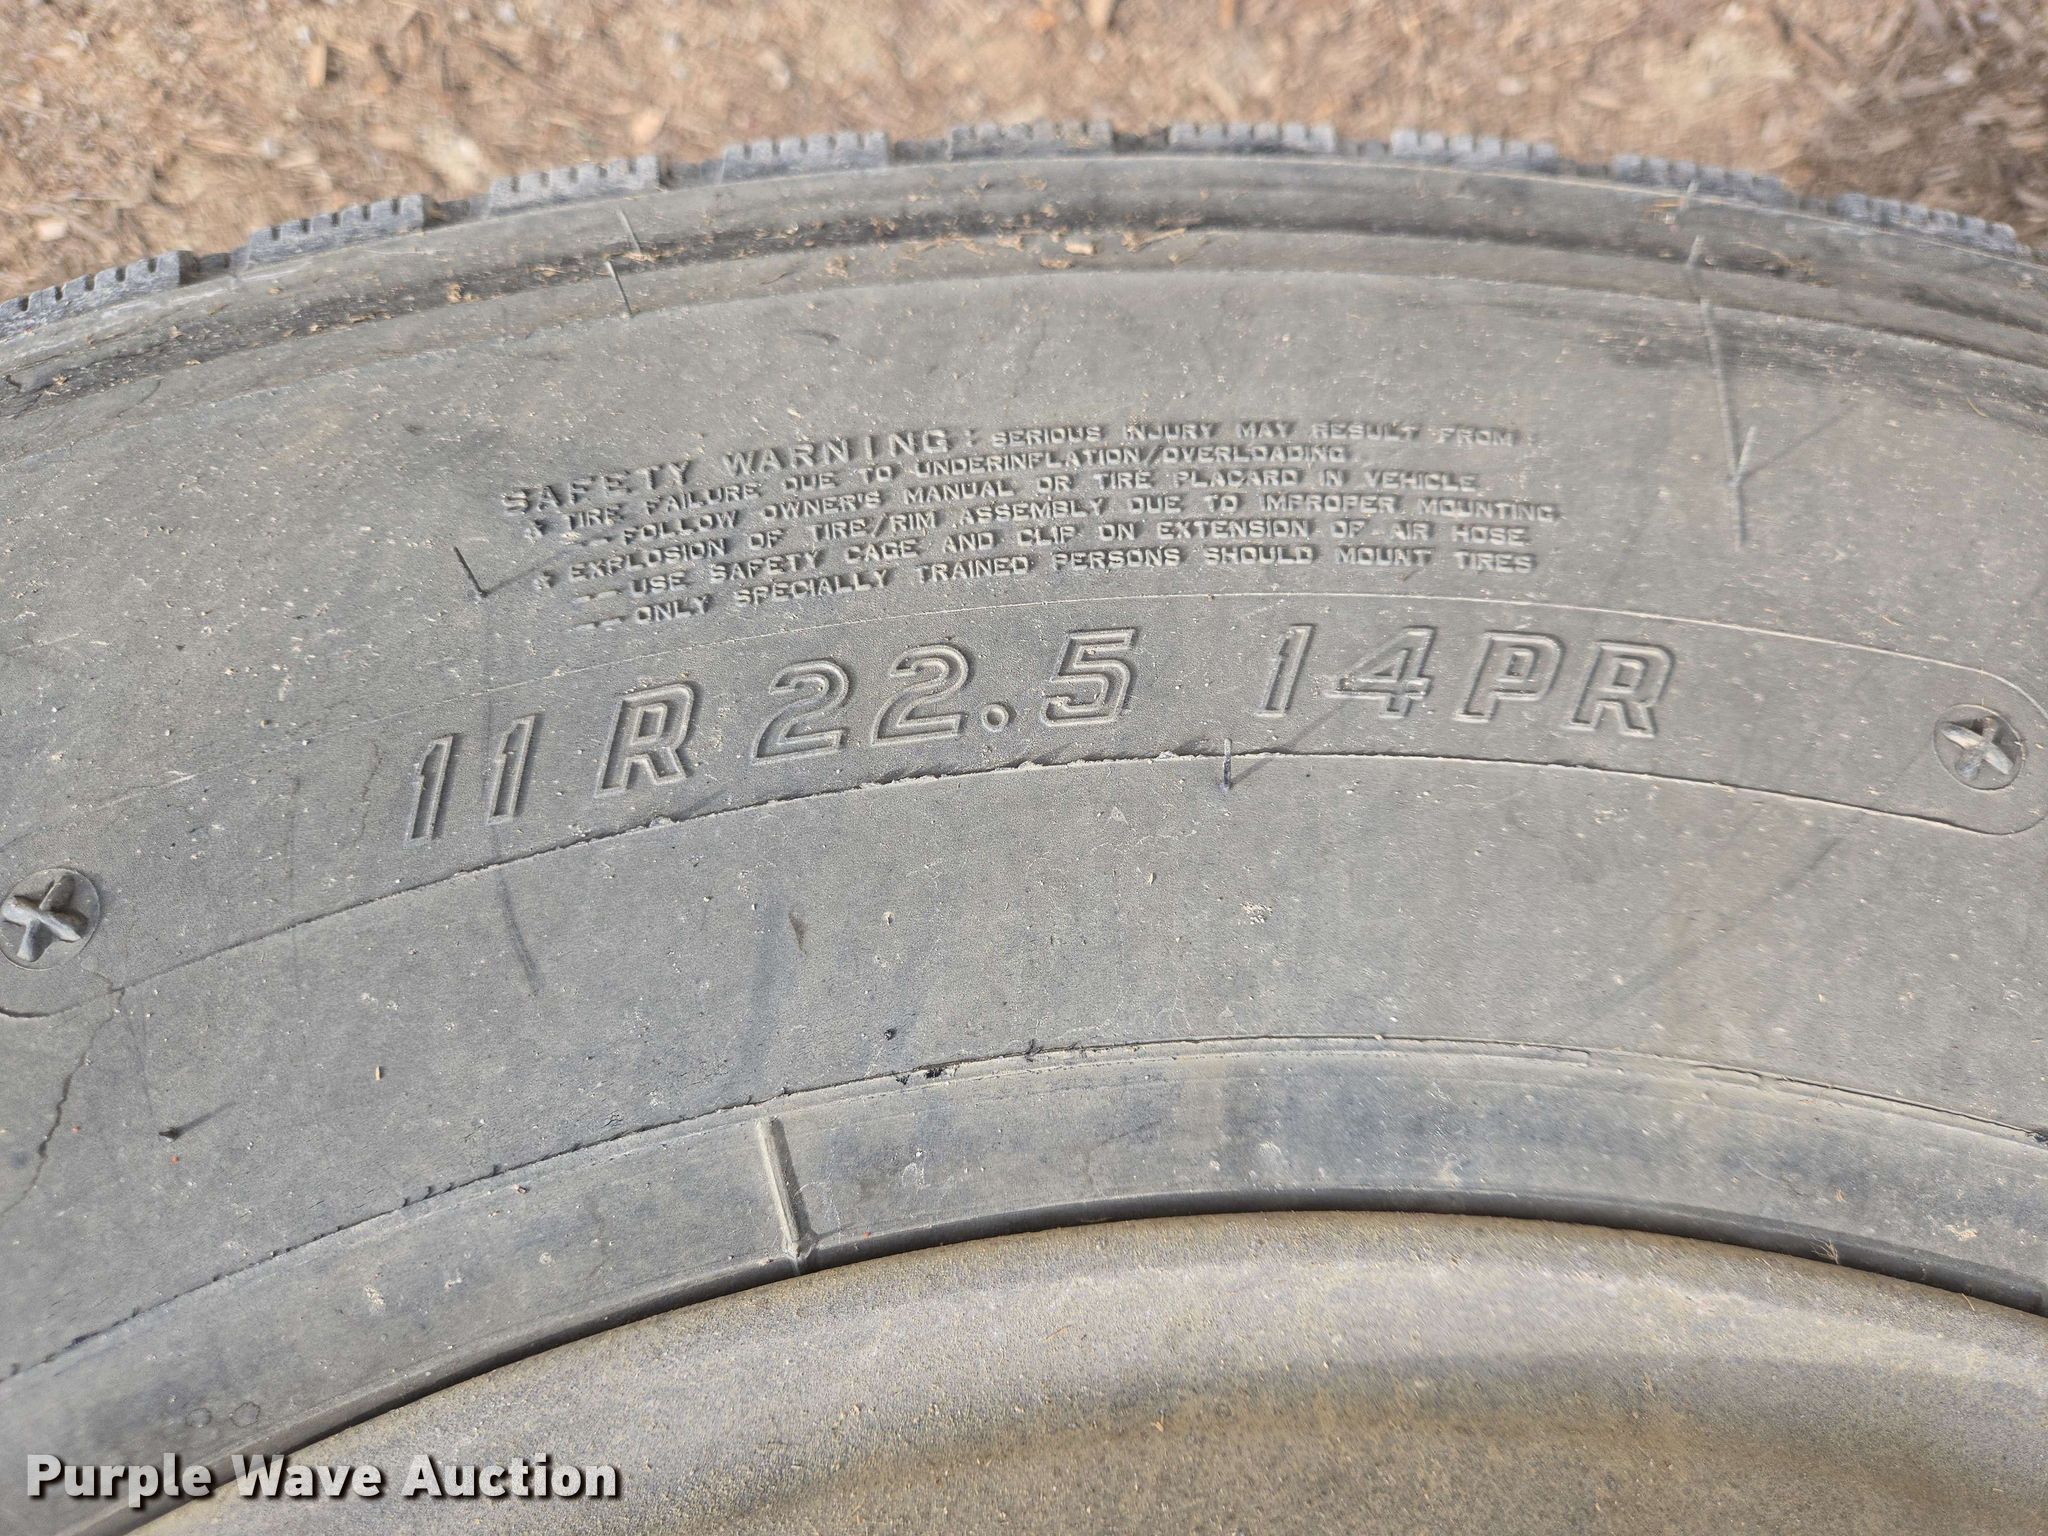 SAFETY WARNING: SERIOUS INJURY MAY RESULT FROM:
* TIRE FAILURE DUE TO UNDERINFLATION/OVERLOADING.
-- FOLLOW OWNER'S MANUAL OR TIRE PLACARD IN VEHICLE.
* EXPLOSION OF TIRE/RIM ASSEMBLY DUE TO IMPROPER MOUNTING.
-- USE SAFETY CAGE AND CLIP ON EXTENSION OF AIR HOSE.
-- ONLY SPECIALLY TRAINED PERSONS SHOULD MOUNT TIRES
11R22.5 14PR
Purple Wave Auction